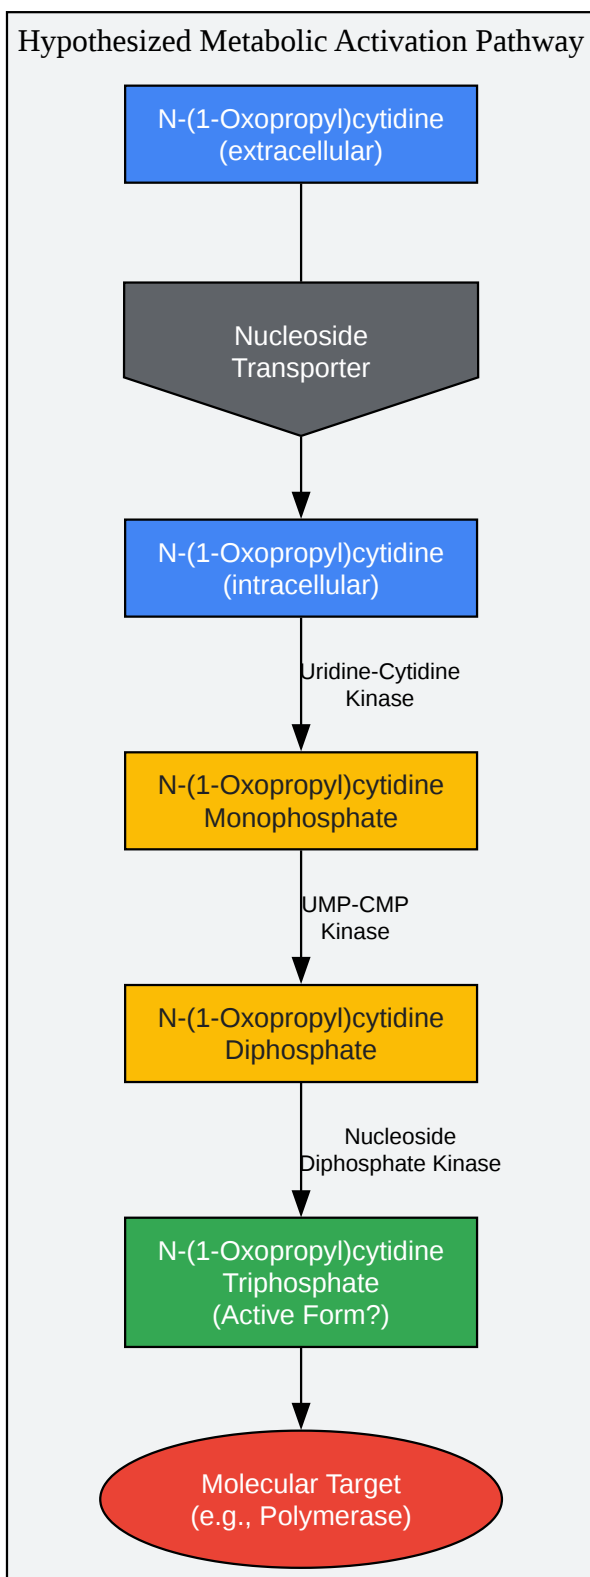 Hypothesized Metabolic Activation Pathway
N-(1-Oxopropyl)cytidine
(extracellular)
Nucleoside
Transporter
N-(1-Oxopropyl)cytidine
(intracellular)
Uridine-Cytidine
Kinase
N-(1-Oxopropyl)cytidine
Monophosphate
UMP-CMP
Kinase
N-(1-Oxopropyl)cytidine
Diphosphate
Nucleoside
Diphosphate Kinase
N-(1-Oxopropyl)cytidine
Triphosphate
(Active Form?)
Molecular Target
(e.g., Polymerase)